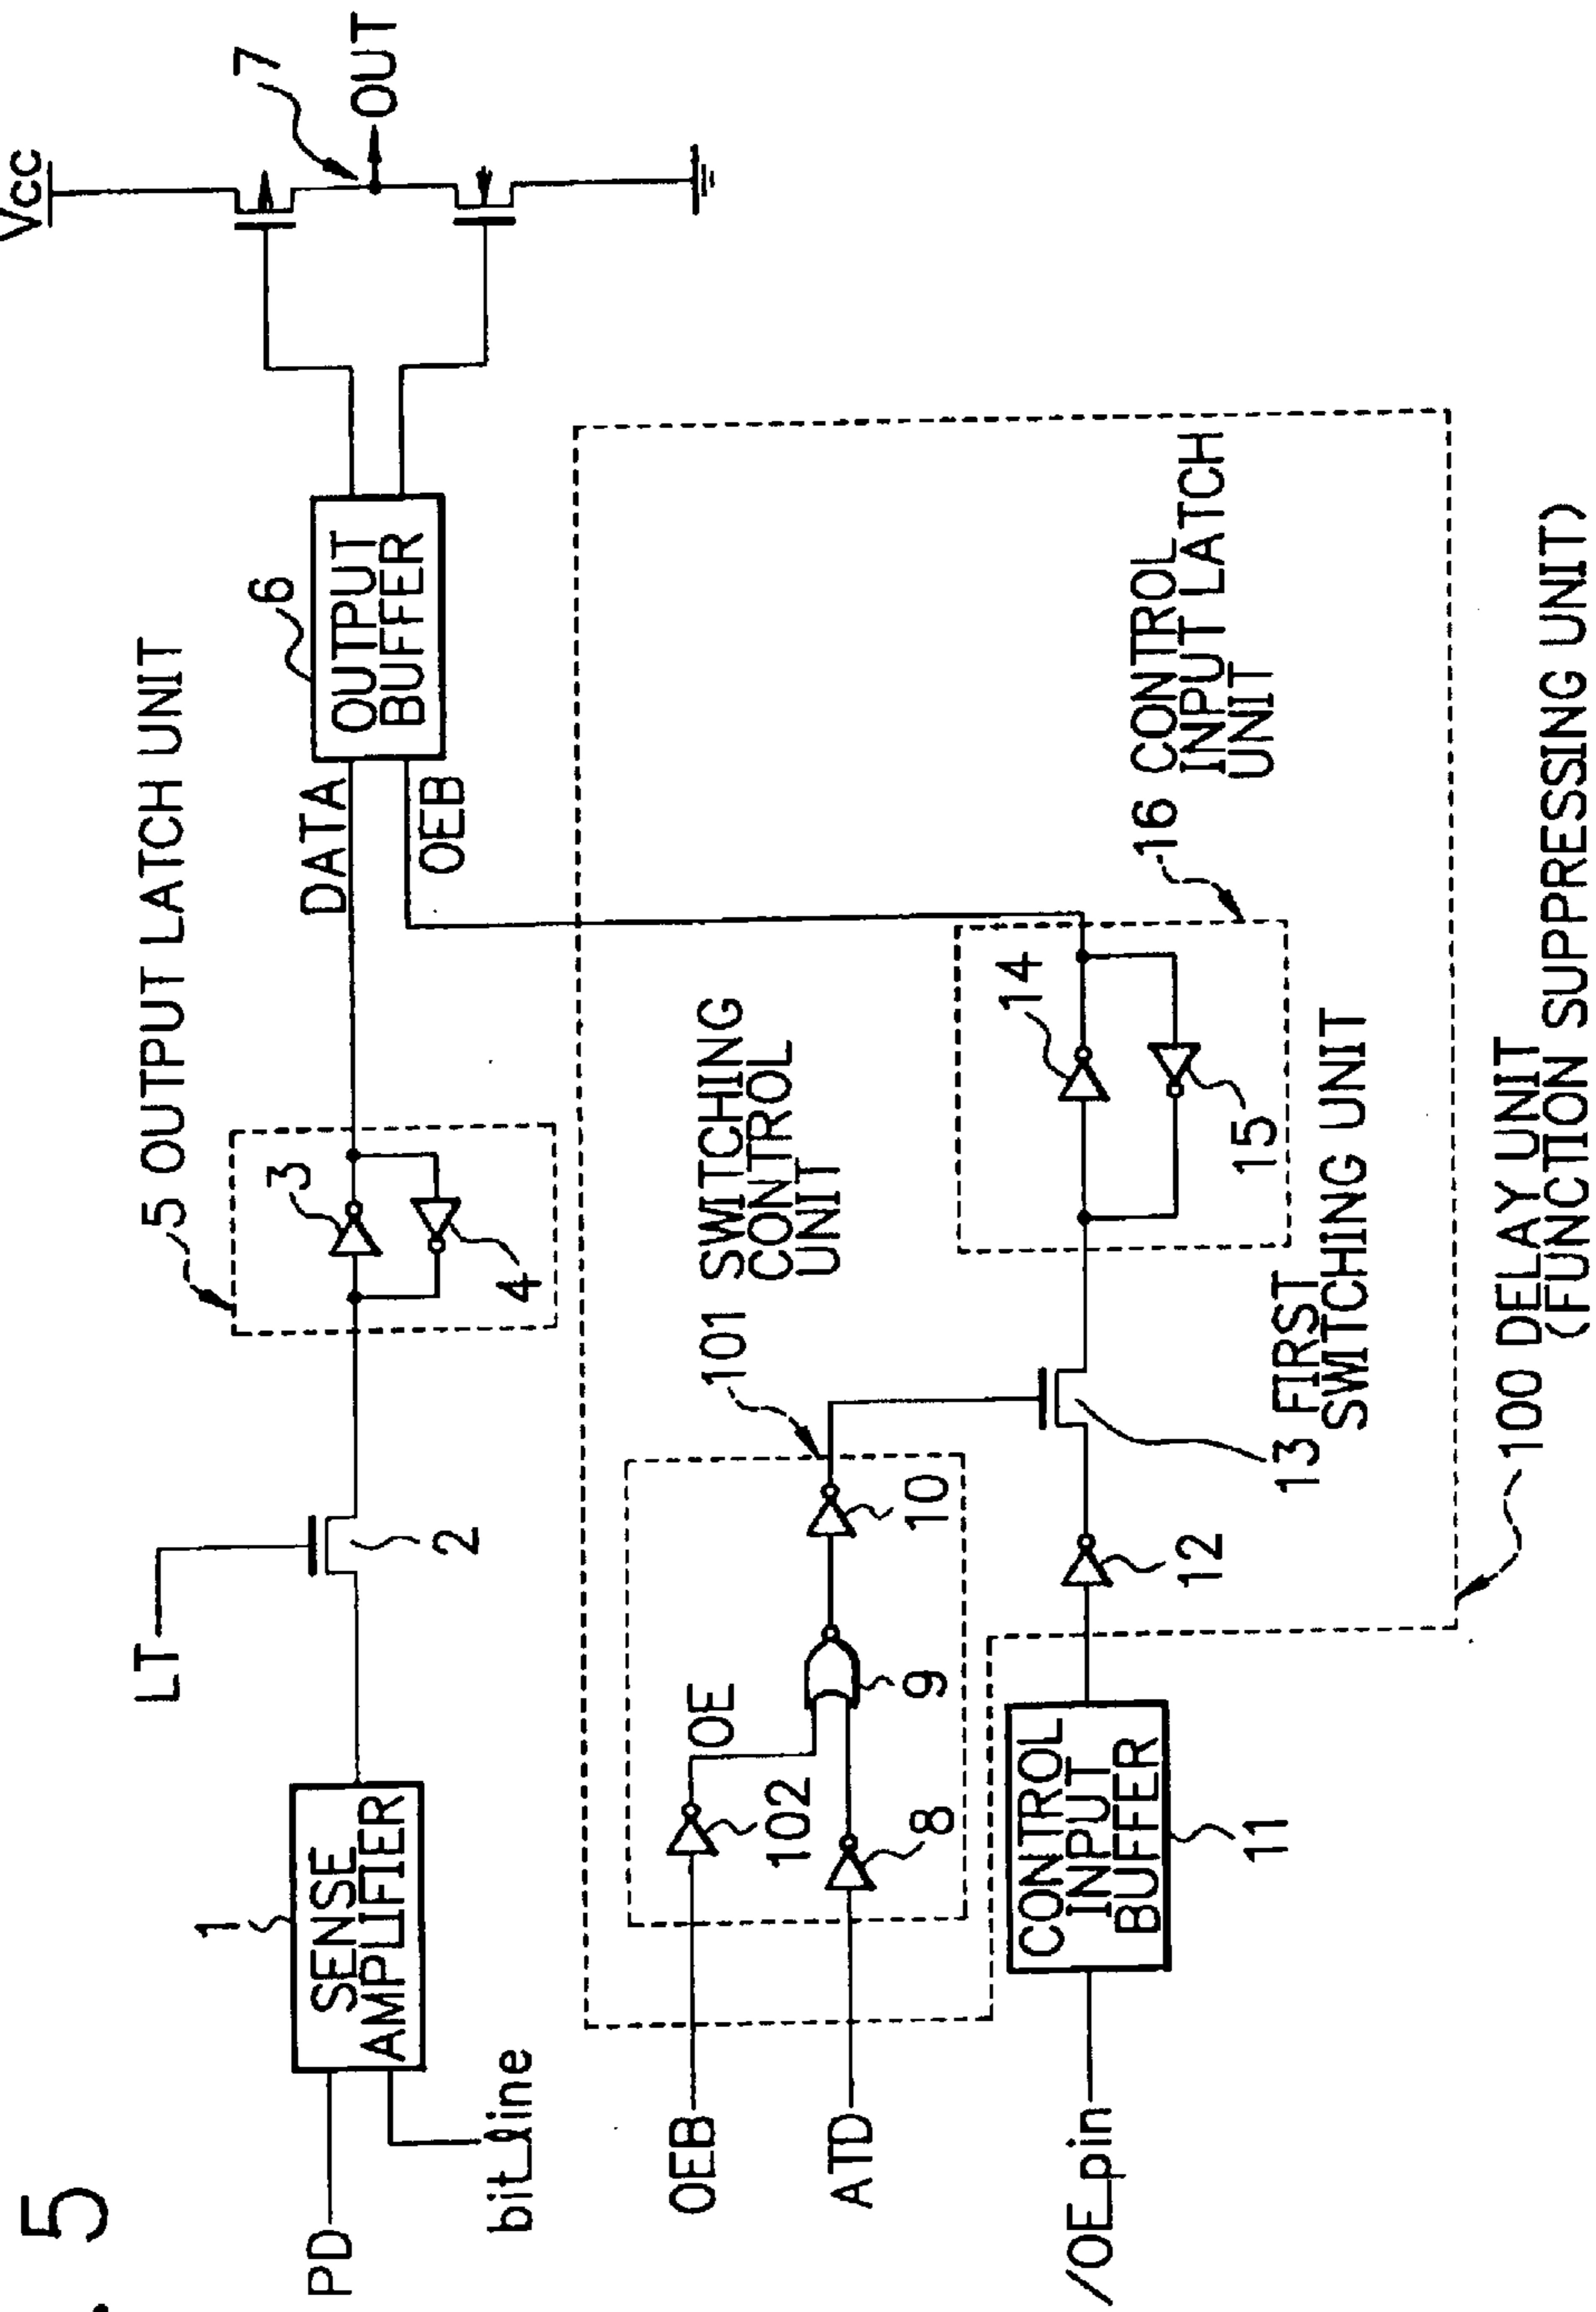 . 5
PD
bit line
1
SENSE
AMPLIFIER
LT
2
5 OUTPUT LATCH UNIT
3
4
DATA
OEB
6
OUTPUT
BUFFER
Vcc
7
OUT
OEB
ATD
102
OE
8
9
10
101 SWITCHING
CONTROL
UNIT
/OE_pin
CONTROL
INPUT
BUFFER
11
12
13 FIRST
SWITCHING UNIT
14
15
16 CONTROL
INPUT LATCH
UNIT
100 DELAY UNIT
(FUNCTION SUPPRESSING UNIT)